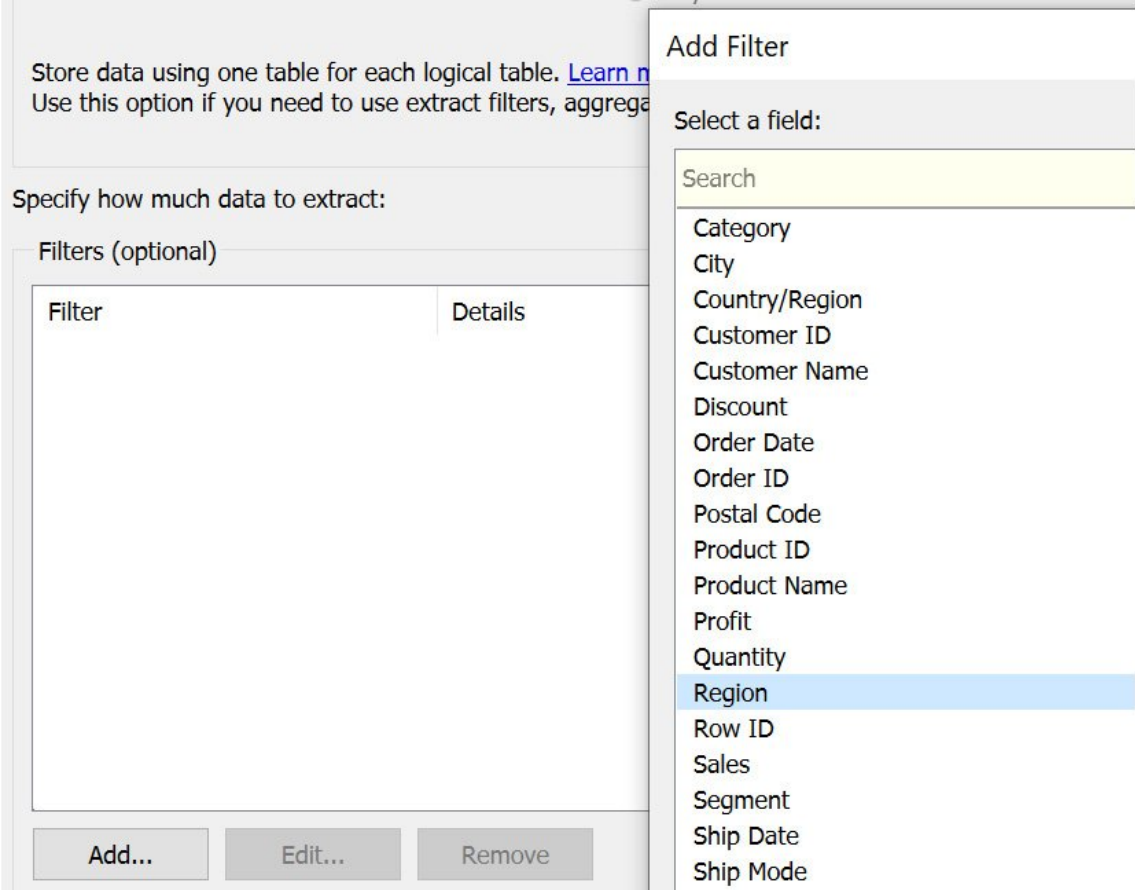 Store data using one table for each logical table. Learn
Use this option if you need to use extract filters,
Specify how much data to extract:
Filters (optional)
Filter
Details
Add...
Edit...
Remove
Add Filter
Select a field:
Search
Category
City
Country/Region
Customer ID
Customer Name
Discount
Order Date
Order ID
Postal Code
Product ID
Product Name
Profit
Quantity
Region
Row ID
Sales
Segment
Ship Date
Ship Mode